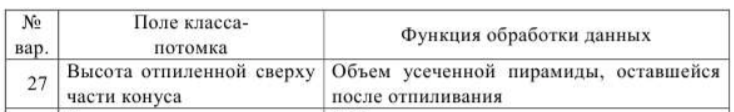 №
вар.
Поле класса-
потомка
Функция обработки данных
27
Высота отпиленной сверху
части конуса
Объем усеченной пирамиды, оставшейся
после отпиливания